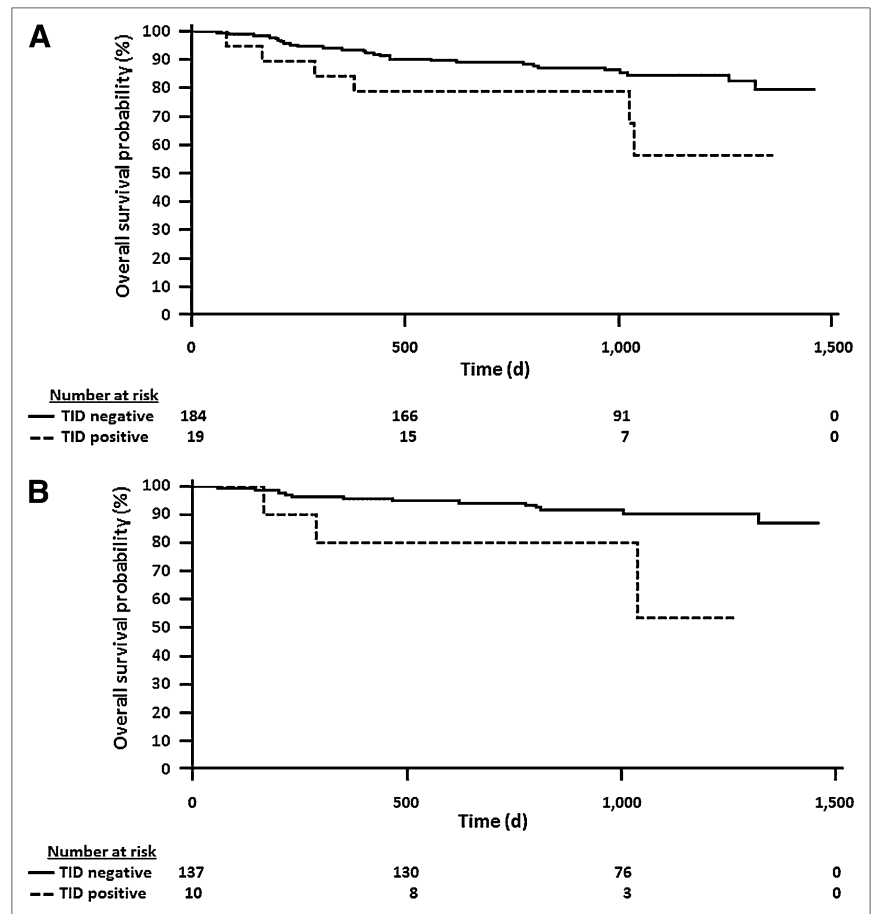 A
Overall survival probability (%)
100
90
80
70
60
50
40
30
20
10
0
0 500 1,000 1,500
Time (d)
Number at risk
TID negative 184 166 91 0
TID positive 19 15 7 0
B
Overall survival probability (%)
100
90
80
70
60
50
40
30
20
10
0
0 500 1,000 1,500
Time (d)
Number at risk
TID negative 137 130 76 0
TID positive 10 8 3 0